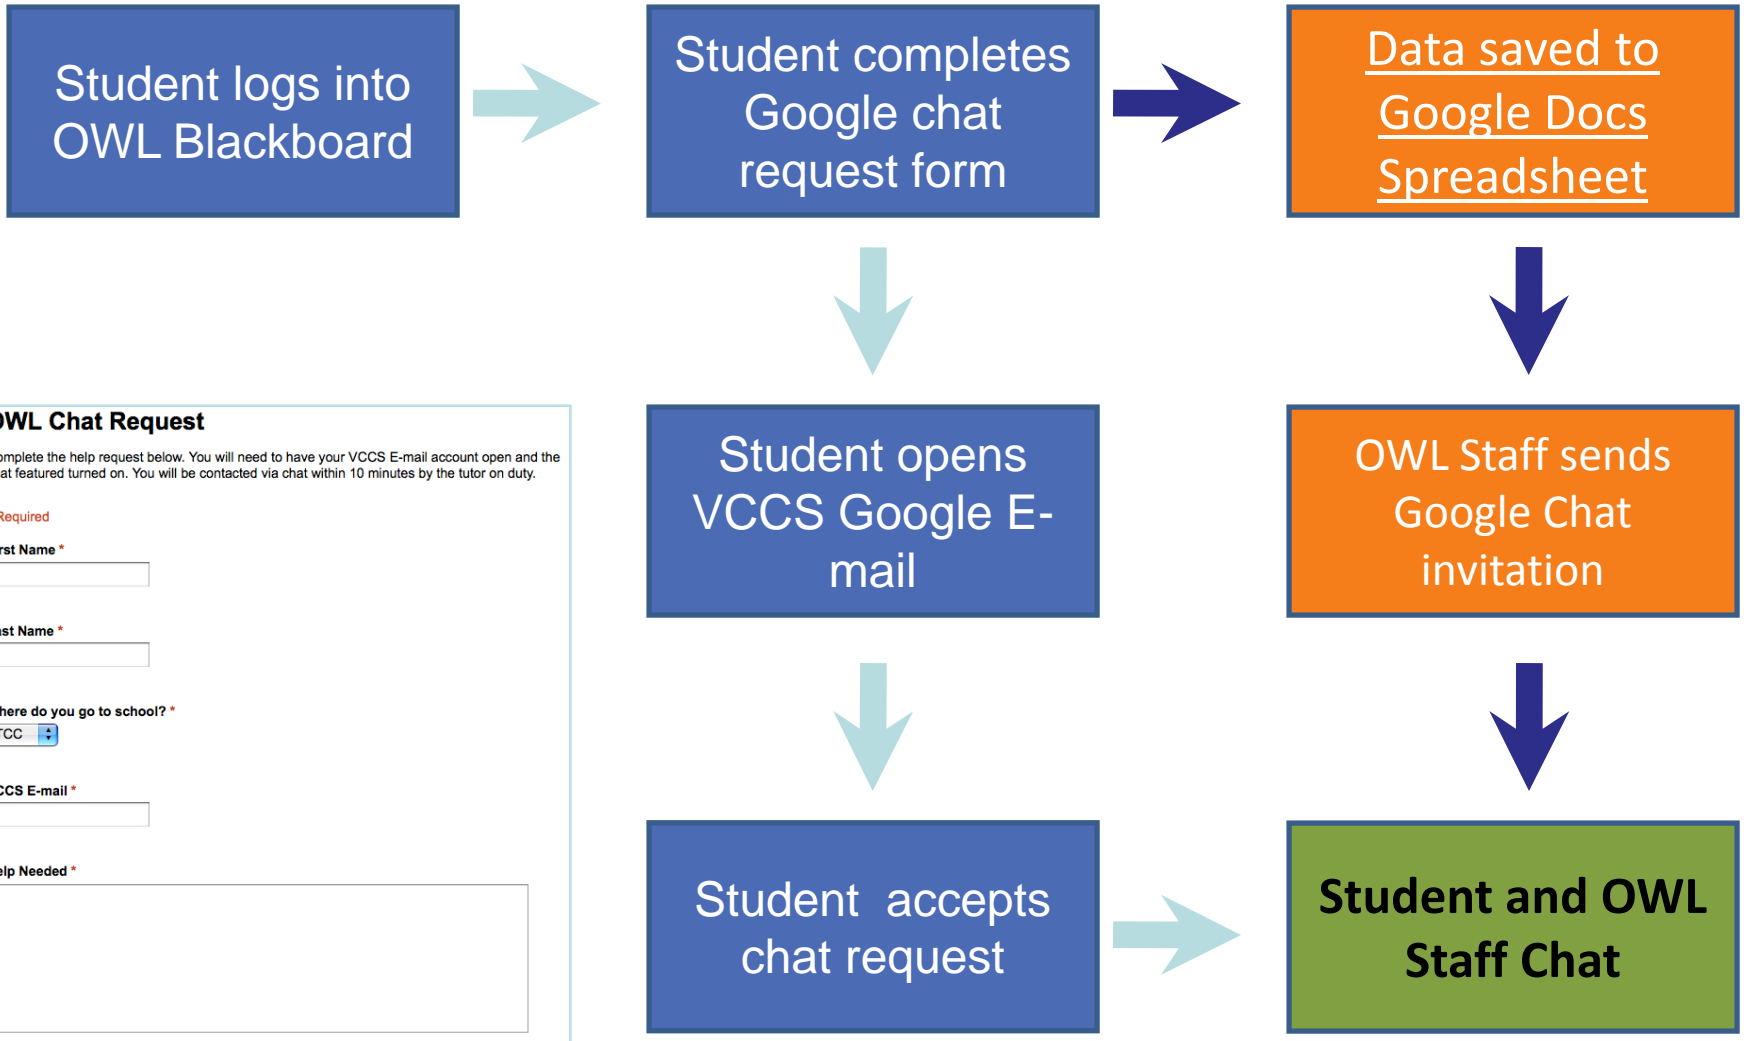 Student logs into
OWL Blackboard
Student completes
Google chat
request form
Data saved to
Google Docs
Spreadsheet
OWL Chat Request
omplete the help request below. You will need to have your VCCS E-mail account open and the
at featured turned on. You will be contacted via chat within 10 minutes by the tutor on duty.
Required
rst Name *
ast Name *
here do you go to school? *
TCC
CCS E-mail *
elp Needed *
Student opens
VCCS Google E-
mail
OWL Staff sends
Google Chat
invitation
Student accepts
chat request
Student and OWL
Staff Chat